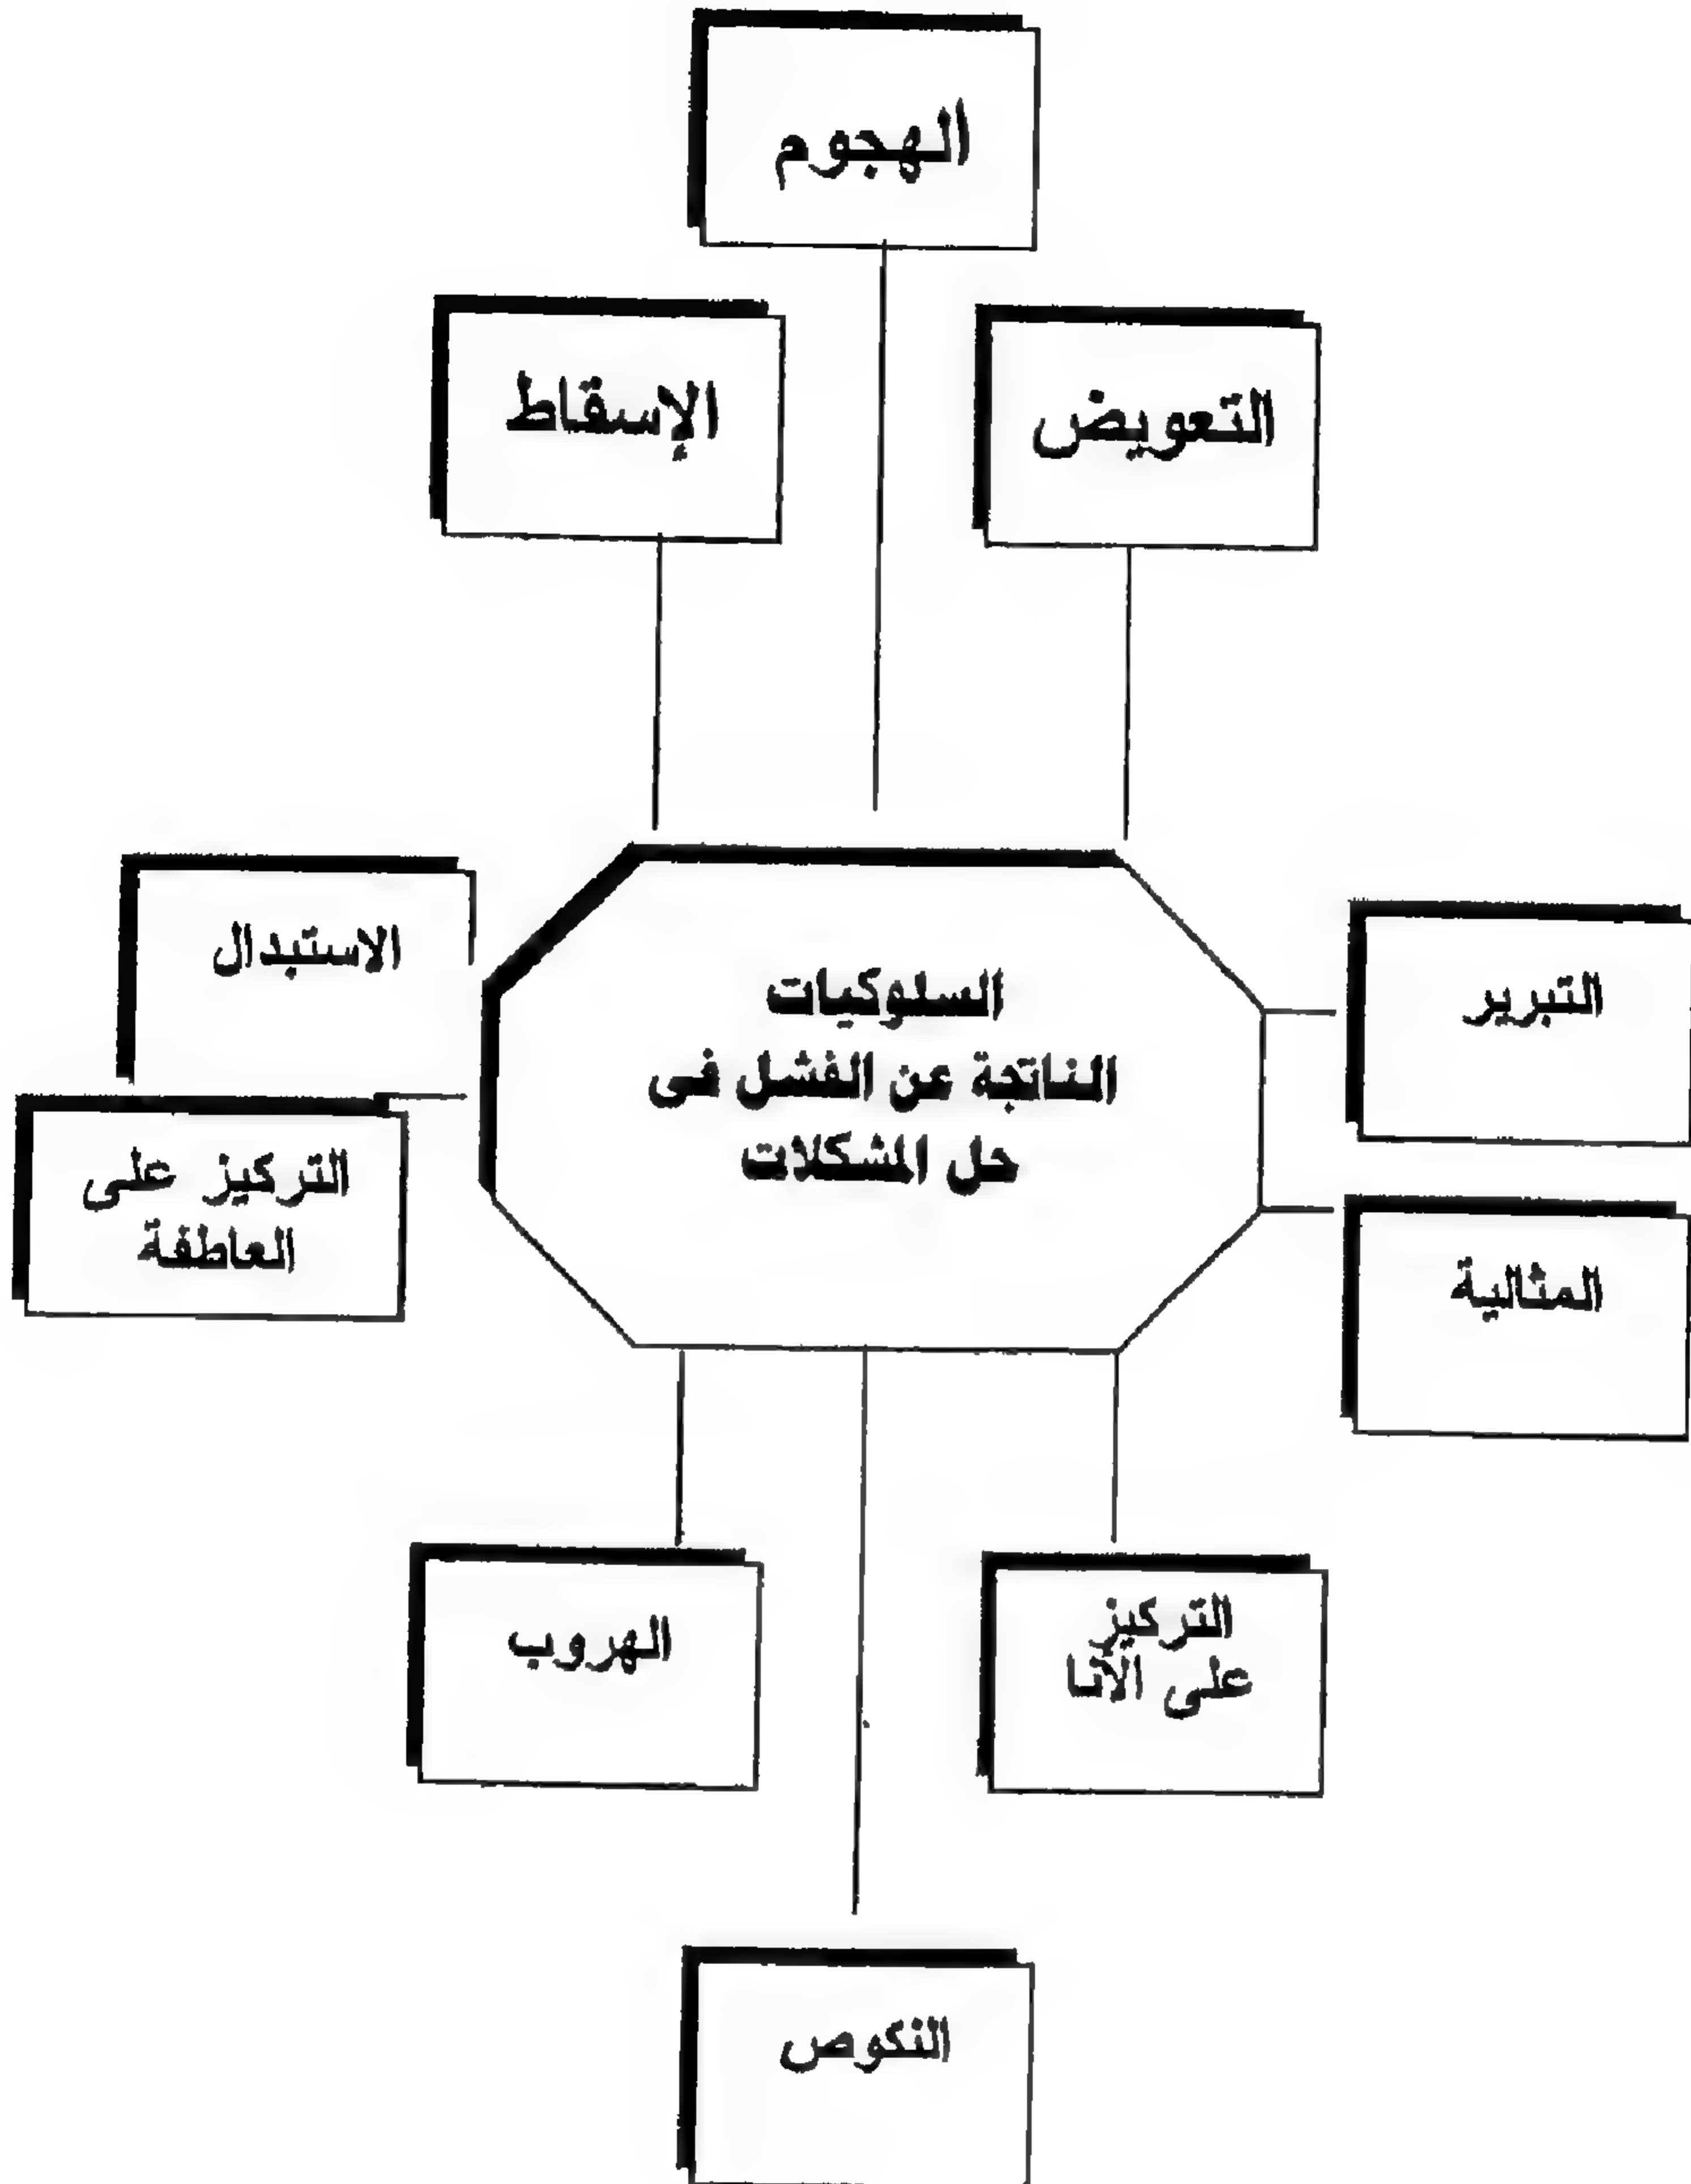 الهجوم
التعويض
الإسقاط
الاستبدال
السلوكيات
الناتجة عن الفشل فى
حل المشكلات
التبرير
التركيز على
العاطفة
المثالية
الهروب
التركيز
على الأنا
النكوص